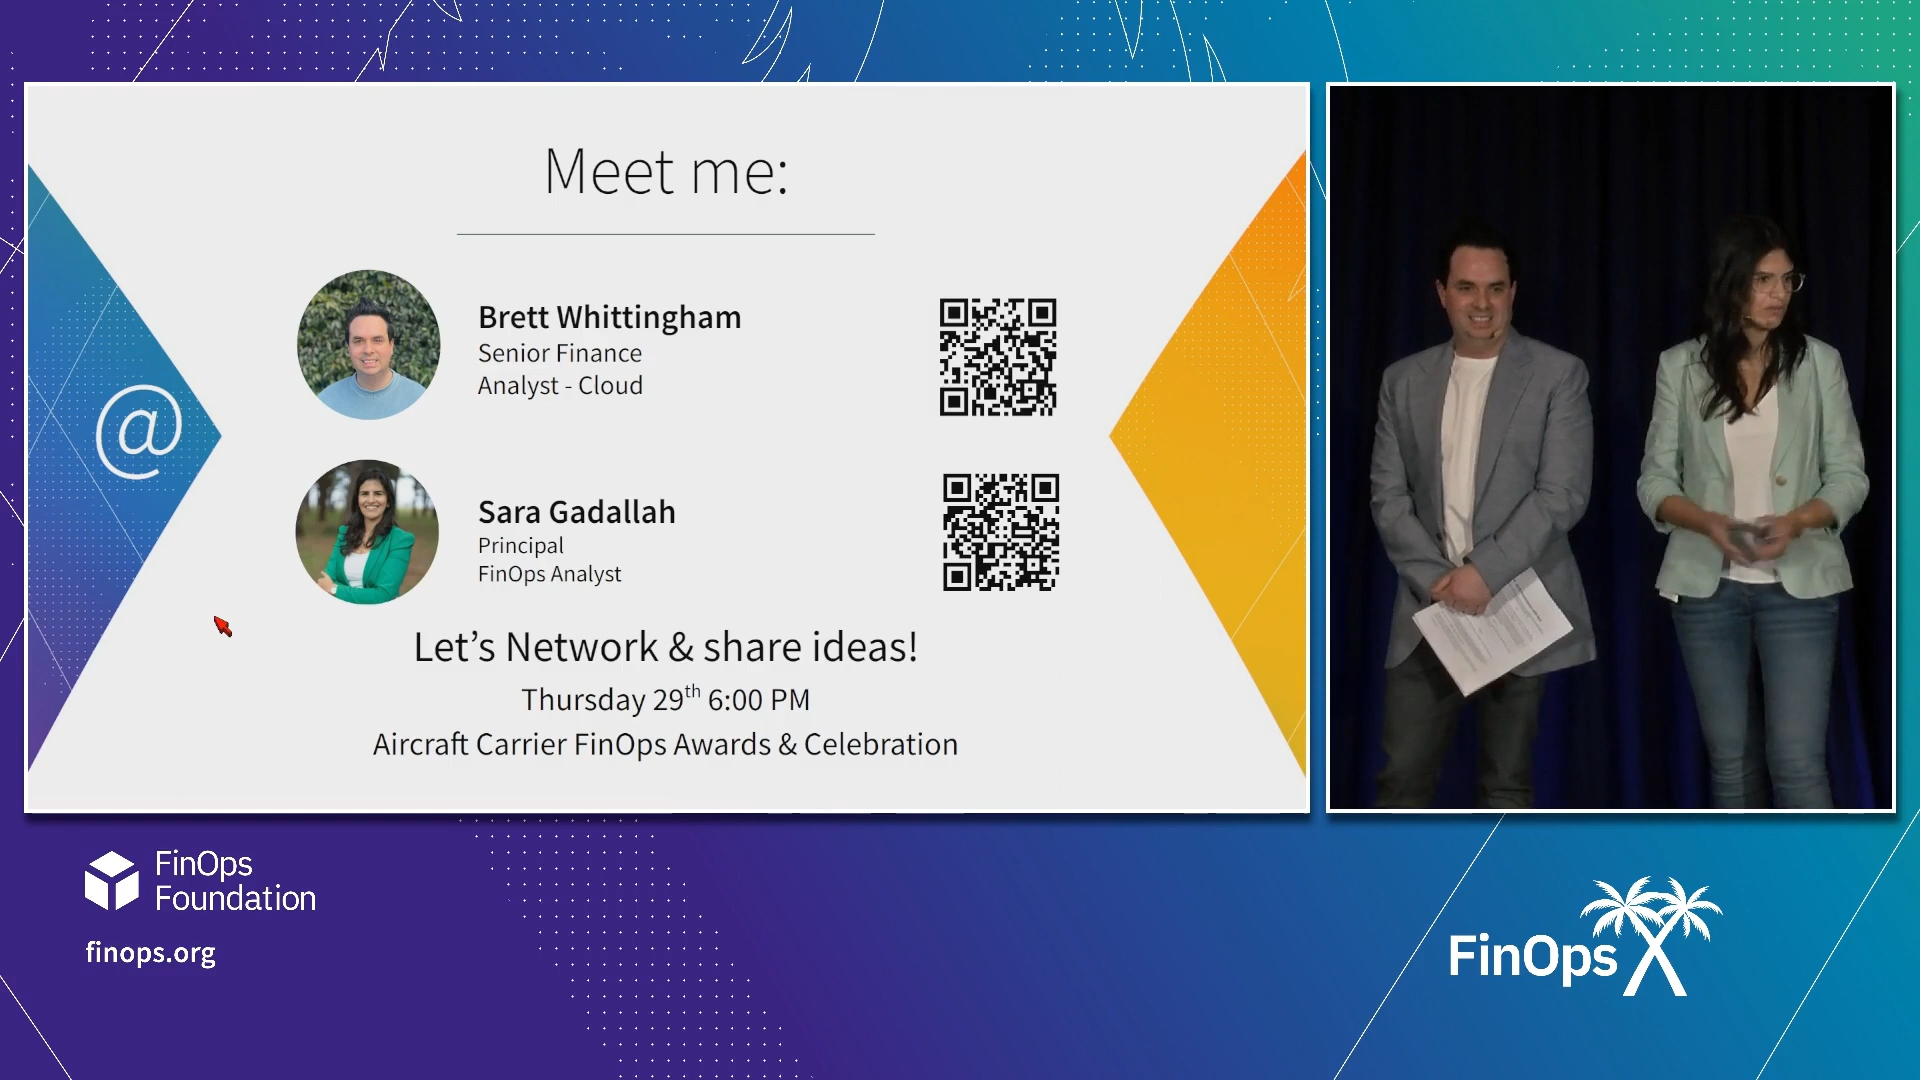 Meet me:
@
Brett Whittingham
Senior Finance
Analyst - Cloud
Sara Gadallah
Principal
FinOps Analyst
Let's Network & share ideas!
Thursday 29th 6:00 PM
Aircraft Carrier FinOps Awards & Celebration
FinOps
Foundation
finops.org
FinOps X